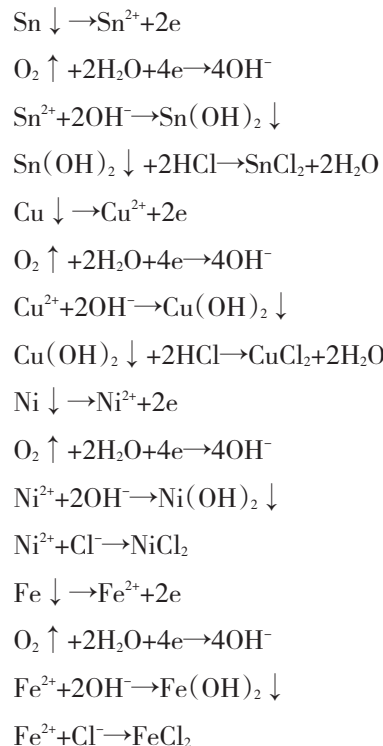 Sn↓→Sn²⁺+2e
O₂↑+2H₂O+4e→4OH⁻
Sn²⁺+2OH⁻→Sn(OH)₂↓
Sn(OH)₂↓+2HCl→SnCl₂+2H₂O
Cu↓→Cu²⁺+2e
O₂↑+2H₂O+4e→4OH⁻
Cu²⁺+2OH⁻→Cu(OH)₂↓
Cu(OH)₂↓+2HCl→CuCl₂+2H₂O
Ni↓→Ni²⁺+2e
O₂↑+2H₂O+4e→4OH⁻
Ni²⁺+2OH⁻→Ni(OH)₂↓
Ni²⁺+Cl⁻→NiCl₂
Fe↓→Fe²⁺+2e
O₂↑+2H₂O+4e→4OH⁻
Fe²⁺+2OH⁻→Fe(OH)₂↓
Fe²⁺+Cl⁻→FeCl₂